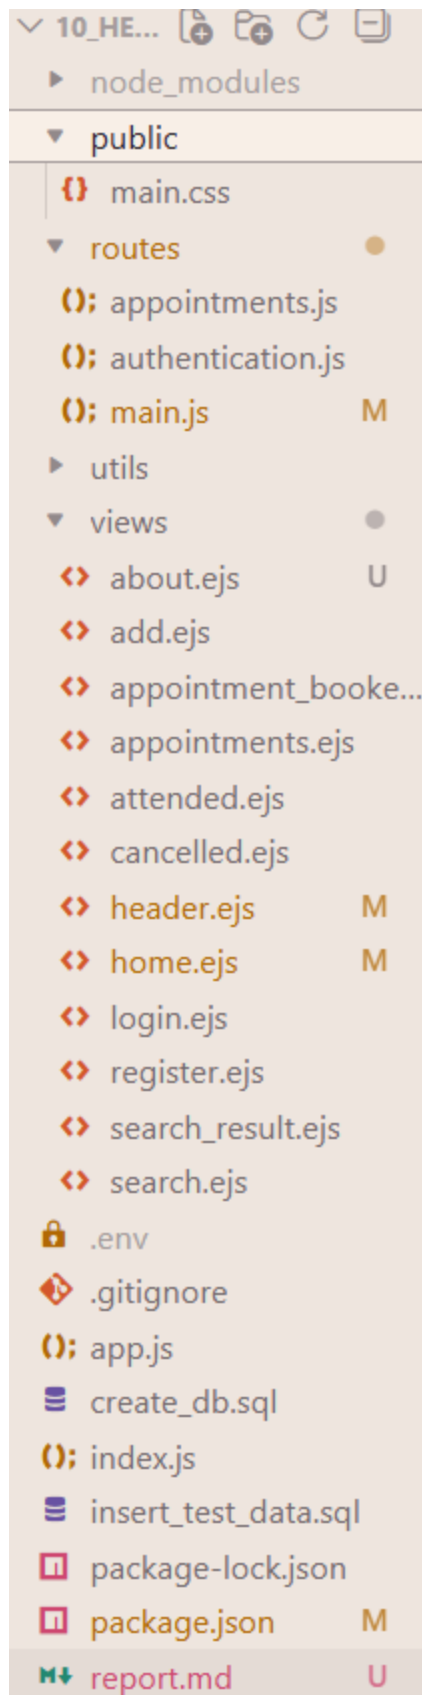 10_HE...
node_modules
public
main.css
routes
appointments.js
authentication.js
main.js M
utils
views
about.ejs U
add.ejs
appointment_booke...
appointments.ejs
attended.ejs
cancelled.ejs
header.ejs M
home.ejs M
login.ejs
register.ejs
search_result.ejs
search.ejs
.env
.gitignore
app.js
create_db.sql
index.js
insert_test_data.sql
package-lock.json
package.json M
report.md U